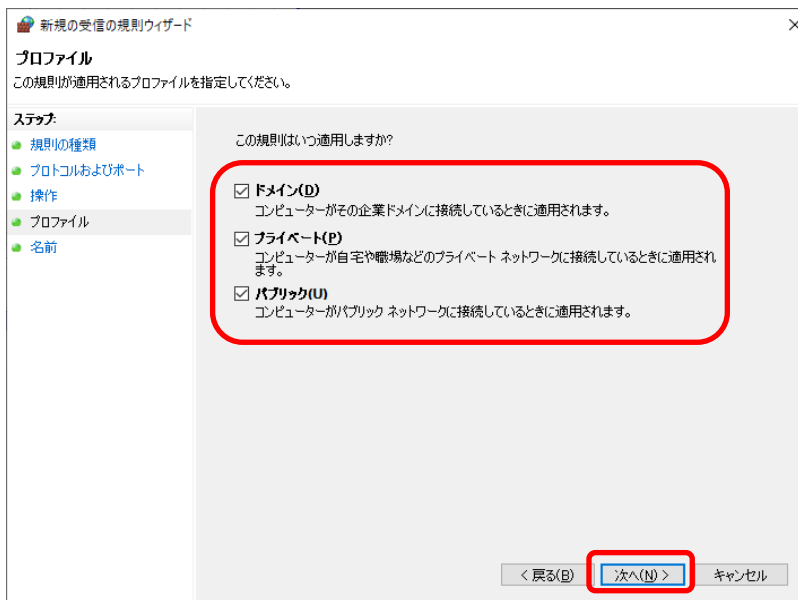 新規の受信の規則ウィザード
プロファイル
この規則が適用されるプロファイルを指定してください。
ステップ:
規則の種類
プロトコルおよびポート
操作
プロファイル
名前
この規則はいつ適用しますか?
ドメイン(D)
コンピューターがその企業ドメインに接続しているときに適用されます。
プライベート(P)
コンピューターが自宅や職場などのプライベート ネットワークに接続しているときに適用され
ます。
パブリック(U)
コンピューターがパブリック ネットワークに接続しているときに適用されます。
< 戻る(B)
次へ(N) >
キャンセル